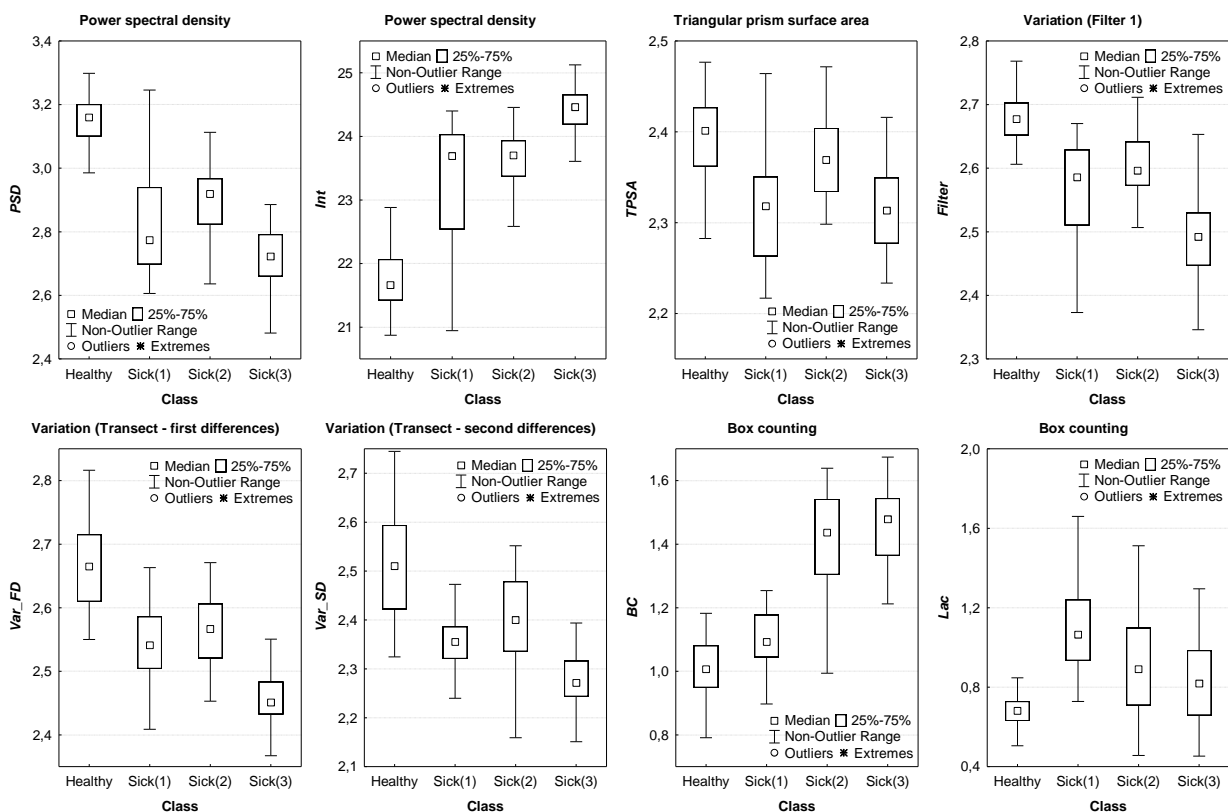 Power spectral density
3,4
3,2
3,0
2,8
2,6
2,4
PSD
Median 25%-75%
Non-Outlier Range
Outliers Extremes
Healthy Sick(1) Sick(2) Sick(3)
Class
Power spectral density
25
24
23
22
21
Int
Median 25%-75%
Non-Outlier Range
Outliers Extremes
Healthy Sick(1) Sick(2) Sick(3)
Class
Triangular prism surface area
2,5
2,4
2,3
2,2
TPSA
Median 25%-75%
Non-Outlier Range
Outliers Extremes
Healthy Sick(1) Sick(2) Sick(3)
Class
Variation (Filter 1)
2,8
2,7
2,6
2,5
2,4
2,3
Filter
Median 25%-75%
Non-Outlier Range
Outliers Extremes
Healthy Sick(1) Sick(2) Sick(3)
Class
Variation (Transect - first differences)
2,8
2,7
2,6
2,5
2,4
Var_FD
Median 25%-75%
Non-Outlier Range
Outliers Extremes
Healthy Sick(1) Sick(2) Sick(3)
Class
Variation (Transect - second differences)
2,7
2,6
2,5
2,4
2,3
2,2
2,1
Var_SD
Median 25%-75%
Non-Outlier Range
Outliers Extremes
Healthy Sick(1) Sick(2) Sick(3)
Class
Box counting
1,6
1,4
1,2
1,0
0,8
BC
Median 25%-75%
Non-Outlier Range
Outliers Extremes
Healthy Sick(1) Sick(2) Sick(3)
Class
Box counting
2,0
1,6
1,2
0,8
0,4
Lac
Median 25%-75%
Non-Outlier Range
Outliers Extremes
Healthy Sick(1) Sick(2) Sick(3)
Class